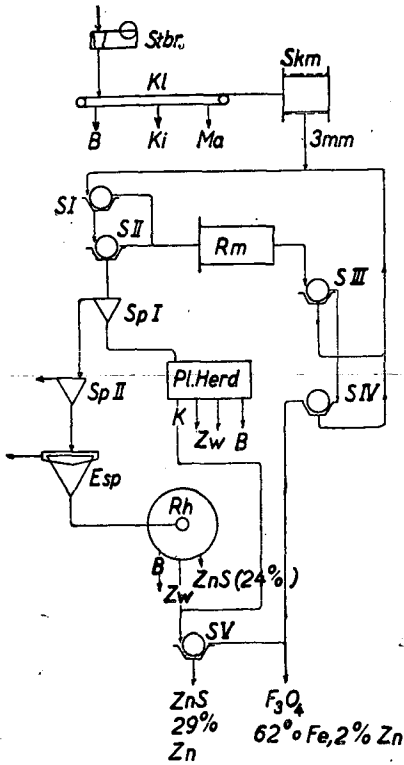 Stbr.
Skm
Kl
B Ki Ma
3mm
S I
S II
Rm
S III
Sp I
Pl.Herd
S IV
Sp II
K Zw B
Esp
Rh
B Zw ZnS (24%)
S V
ZnS
29%
Zn
F₃O₄
62°o Fe, 2% Zn